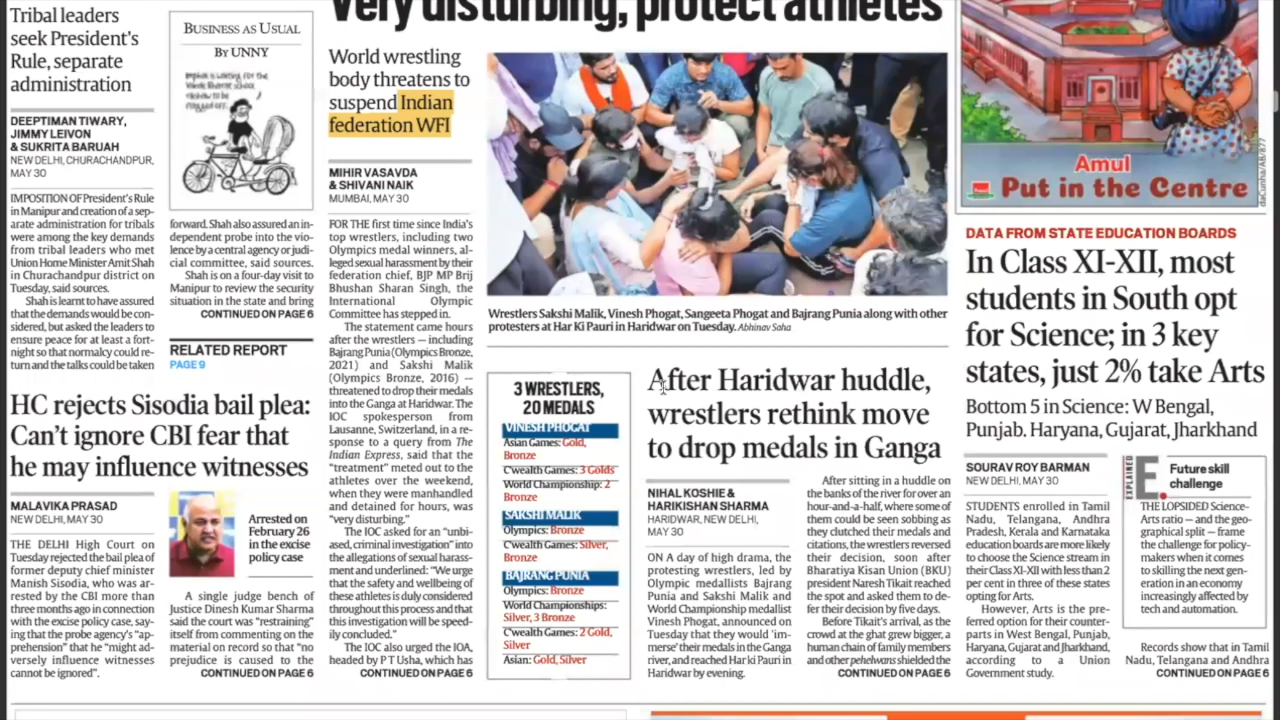 Very disturbing, protect athletes
Tribal leaders
seek President's
Rule, separate
administration
DEEPTIMAN TIWARY,
JIMMY LEIVON
& SUKRITA BARUAH
NEW DELHI, CHURACHANDPUR,
MAY 30
IMPOSITION OF President's Rule
in Manipur and creation of a sep-
arate administration for tribals
were among the key demands
from tribal leaders who met
Union Home Minister Amit Shah
in Churachandpur district on
Tuesday, said sources.
Shah is learnt to have assured
that the demands would be con-
sidered, but asked the leaders to
ensure peace for at least a fort-
night so that normalcy could re-
turn and the talks could be taken
BUSINESS AS USUAL
BY UNNY
forward. Shah also assured an in-
dependent probe into the vio-
lence by a central agency or judi-
cial committee, said sources.
Shah is on a four-day visit to
Manipur to review the security
situation in the state and bring
CONTINUED ON PAGE 6
RELATED REPORT
PAGE 9
HC rejects Sisodia bail plea:
Can't ignore CBI fear that
he may influence witnesses
MALAVIKA PRASAD
NEW DELHI, MAY 30
THE DELHI High Court on
Tuesday rejected the bail plea of
former deputy chief minister
Manish Sisodia, who was ar-
rested by the CBI more than
three months ago in connection
with the excise policy case, say-
ing that the probe agency's "ap-
prehension" that he "might ad-
versely influence witnesses
cannot be ignored".
Arrested on
February 26
in the excise
policy case
A single judge bench of
Justice Dinesh Kumar Sharma
said the court was "restraining"
itself from commenting on the
material on record so that "no
prejudice is caused to the
CONTINUED ON PAGE 6
World wrestling
body threatens to
suspend Indian
federation WFI
MIHIR VASAVDA
& SHIVANI NAIK
MUMBAI, MAY 30
FOR THE first time since India's
top wrestlers, including two
Olympics medal winners, al-
leged sexual harassment by their
federation chief, BJP MP Brij
Bhushan Sharan Singh, the
International Olympic
Committee has stepped in.
The statement came hours
after the wrestlers — including
Bajrang Punia (Olympics Bronze,
2021) and Sakshi Malik
(Olympics Bronze, 2016) —
threatened to drop their medals
into the Ganga at Haridwar. The
IOC spokesperson from
Lausanne, Switzerland, in a re-
sponse to a query from The
Indian Express, said that the
"treatment" meted out to the
athletes over the weekend,
when they were manhandled
and detained for hours, was
"very disturbing."
The IOC asked for an "unbi-
ased, criminal investigation" into
the allegations of sexual harass-
ment and underlined: "We urge
that the safety and wellbeing of
these athletes is duly considered
throughout this process and that
this investigation will be speed-
ily concluded."
The IOC also urged the IOA,
headed by P T Usha, which has
CONTINUED ON PAGE 6
Wrestlers Sakshi Malik, Vinesh Phogat, Sangeeta Phogat and Bajrang Punia along with other
protesters at Har Ki Pauri in Haridwar on Tuesday. Abhinav Saha
3 WRESTLERS,
20 MEDALS
VINESH PHOGAT
Asian Games: Gold,
Bronze
C'wealth Games: 3 Golds
World Championship: 2
Bronze
SAKSHI MALIK
Olympics: Bronze
C'wealth Games: Silver,
Bronze
BAJRANG PUNIA
Olympics: Bronze
World Championships:
Silver, 3 Bronze
C'wealth Games: 2 Gold,
Silver
Asian: Gold, Silver
After Haridwar huddle,
wrestlers rethink move
to drop medals in Ganga
NIHAL KOSHIE &
HARIKISHAN SHARMA
HARIDWAR, NEW DELHI,
MAY 30
ON A day of high drama, the
protesting wrestlers, led by
Olympic medallists Bajrang
Punia and Sakshi Malik and
World Championship medallist
Vinesh Phogat, announced on
Tuesday that they would 'im-
merse' their medals in the Ganga
river, and reached Har ki Pauri in
Haridwar by evening.
After sitting in a huddle on
the banks of the river for over an
hour-and-a-half, where some of
them could be seen sobbing as
they clutched their medals and
citations, the wrestlers reversed
their decision, soon after
Bharatiya Kisan Union (BKU)
president Naresh Tikait reached
the spot and asked them to de-
fer their decision by five days.
Before Tikait's arrival, as the
crowd at the ghat grew bigger, a
human chain of family members
and other pehelwans shielded the
CONTINUED ON PAGE 6
Amul
Put in the Centre
daCunha/AB/877
DATA FROM STATE EDUCATION BOARDS
In Class XI-XII, most
students in South opt
for Science; in 3 key
states, just 2% take Arts
Bottom 5 in Science: W Bengal,
Punjab. Haryana, Gujarat, Jharkhand
SOURAV ROY BARMAN
NEW DELHI, MAY 30
STUDENTS enrolled in Tamil
Nadu, Telangana, Andhra
Pradesh, Kerala and Karnataka
education boards are more likely
to choose the Science stream in
their Class XI-XII with less than 2
per cent in three of these states
opting for Arts.
However, Arts is the pre-
ferred option for their counter-
parts in West Bengal, Punjab,
Haryana, Gujarat and Jharkhand,
according to a Union
Government study.
EXPLAINED
E.
Future skill
challenge
THE LOPSIDED Science-
Arts ratio — and the geo-
graphical split — frame
the challenge for policy-
makers when it comes
to skilling the next gen-
eration in an economy
increasingly affected by
tech and automation.
Records show that in Tamil
Nadu, Telangana and Andhra
CONTINUED ON PAGE 6